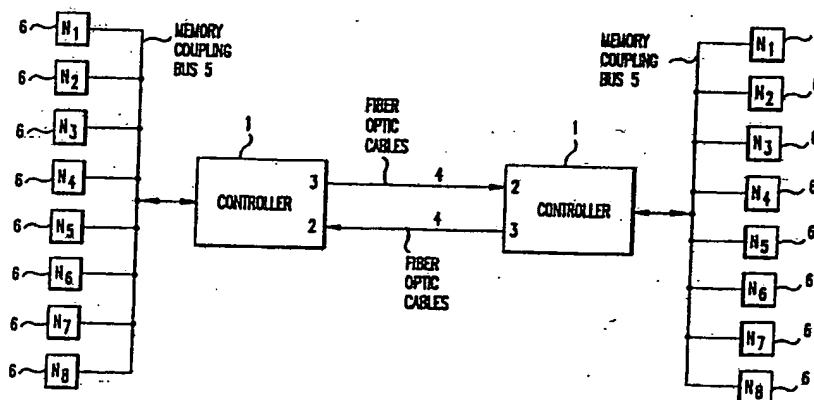 6 N1
MEMORY
COUPLING
BUS 5
6 N2
6 N3
6 N4
6 N5
6 N6
6 N7
6 N8
1
CONTROLLER
3
2
FIBER
OPTIC
CABLES
4
4
FIBER
OPTIC
CABLES
1
CONTROLLER
2
3
MEMORY
COUPLING
BUS 5
N1
N2 6
N3 6
N4 6
N5 6
N6 6
N7 6
N8 6